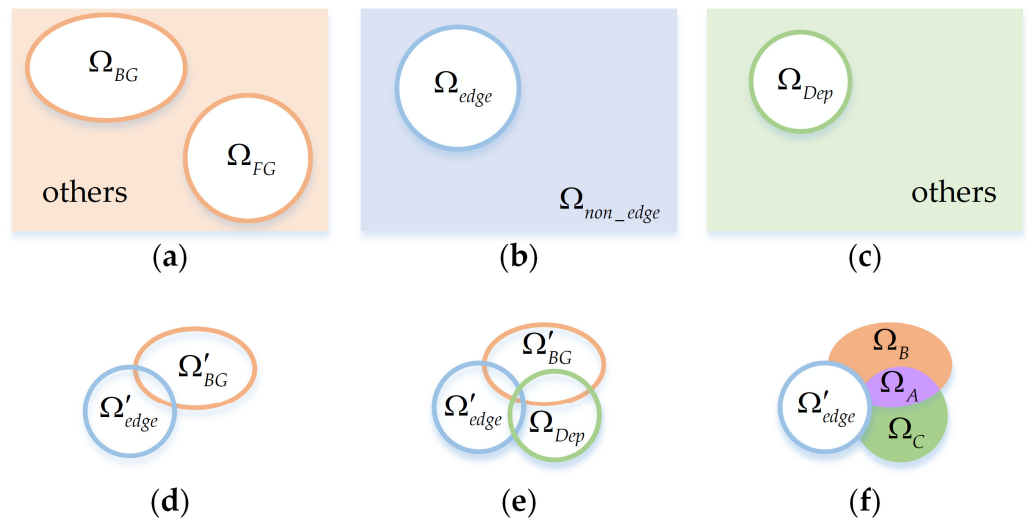 Ω_BG
Ω_FG
others
(a)
Ω_edge
Ω_non_edge
(b)
Ω_Dep
others
(c)
Ω′_BG
Ω′_edge
(d)
Ω′_BG
Ω′_edge
Ω_Dep
(e)
Ω_B
Ω_A
Ω′_edge
Ω_C
(f)